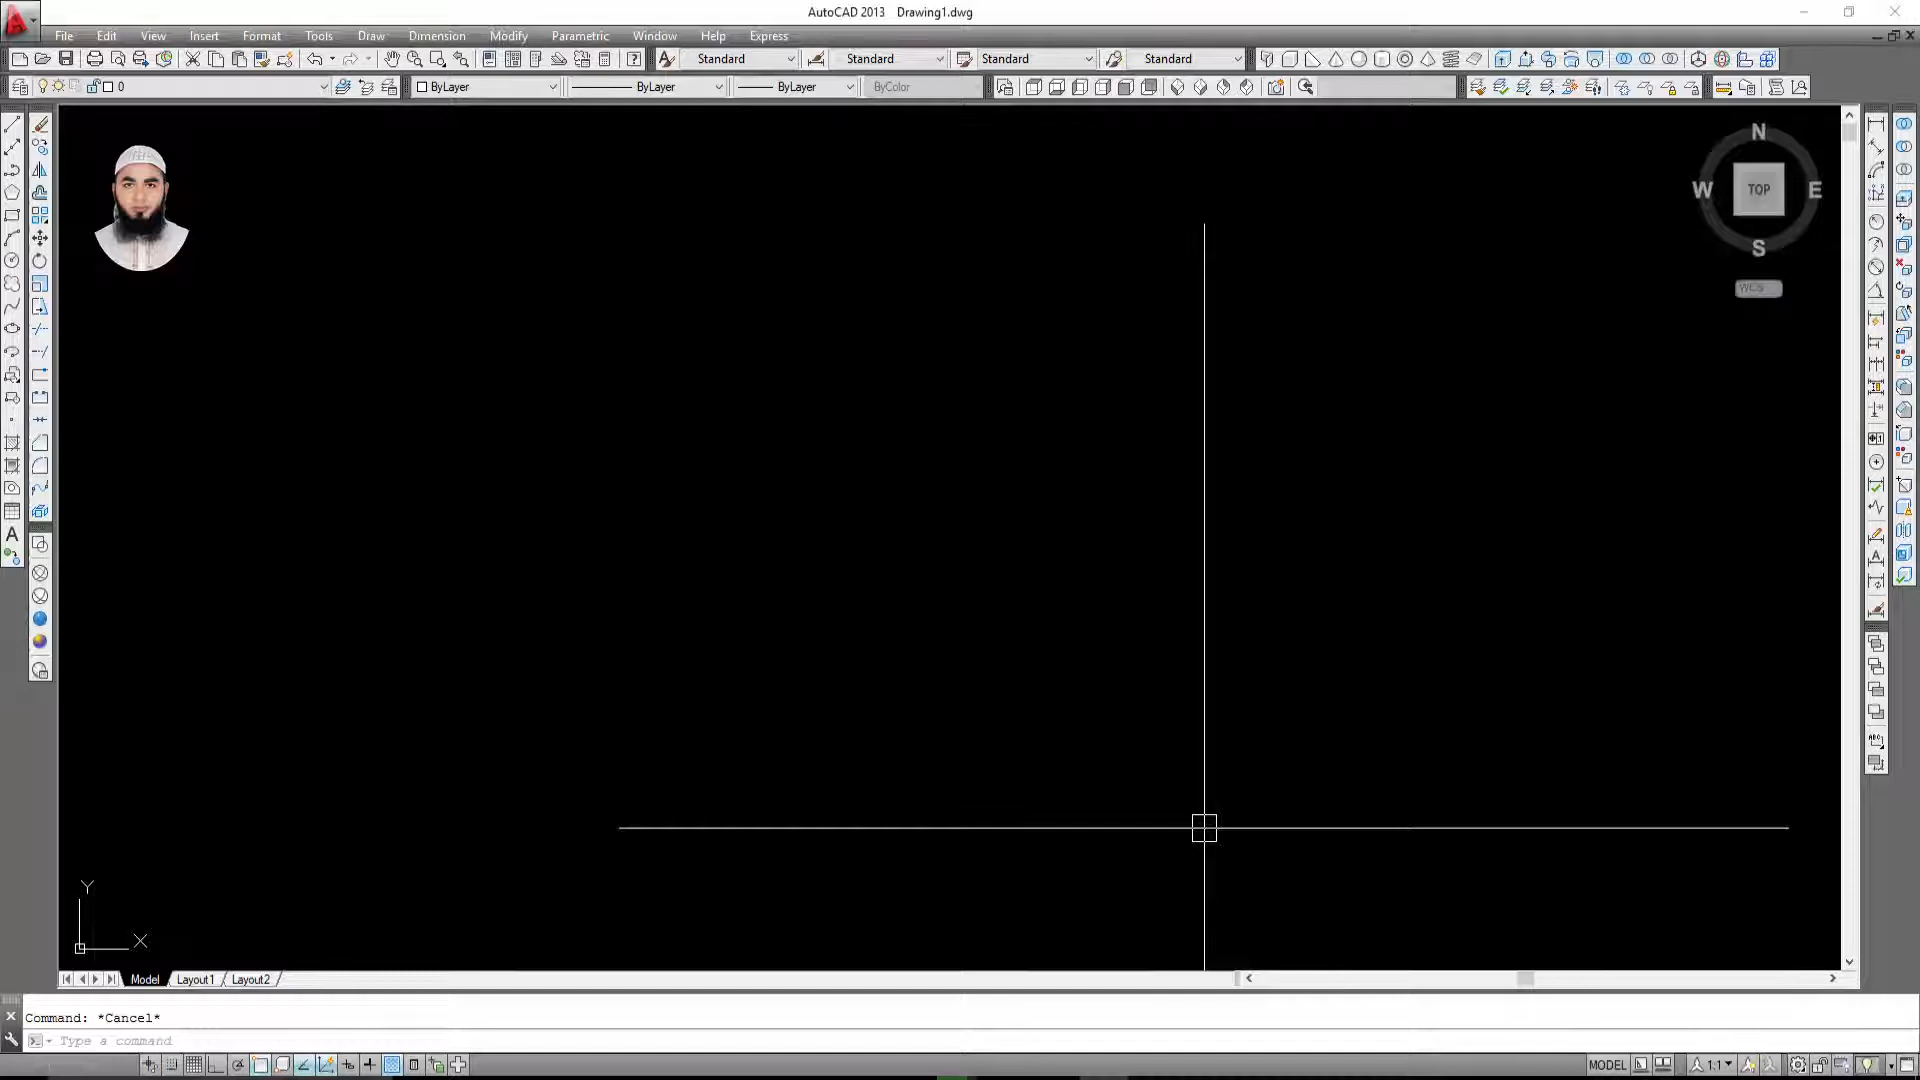 AutoCAD 2013 Drawing1.dwg
File Edit View Insert Format Tools Draw Dimension Modify Parametric Window Help Express
Standard Standard Standard Standard
0 ByLayer ByLayer ByLayer ByColor
N
W TOP E
S
WCS
Y
X
Model Layout1 Layout2
Command: *Cancel*
Type a command
MODEL 1:1